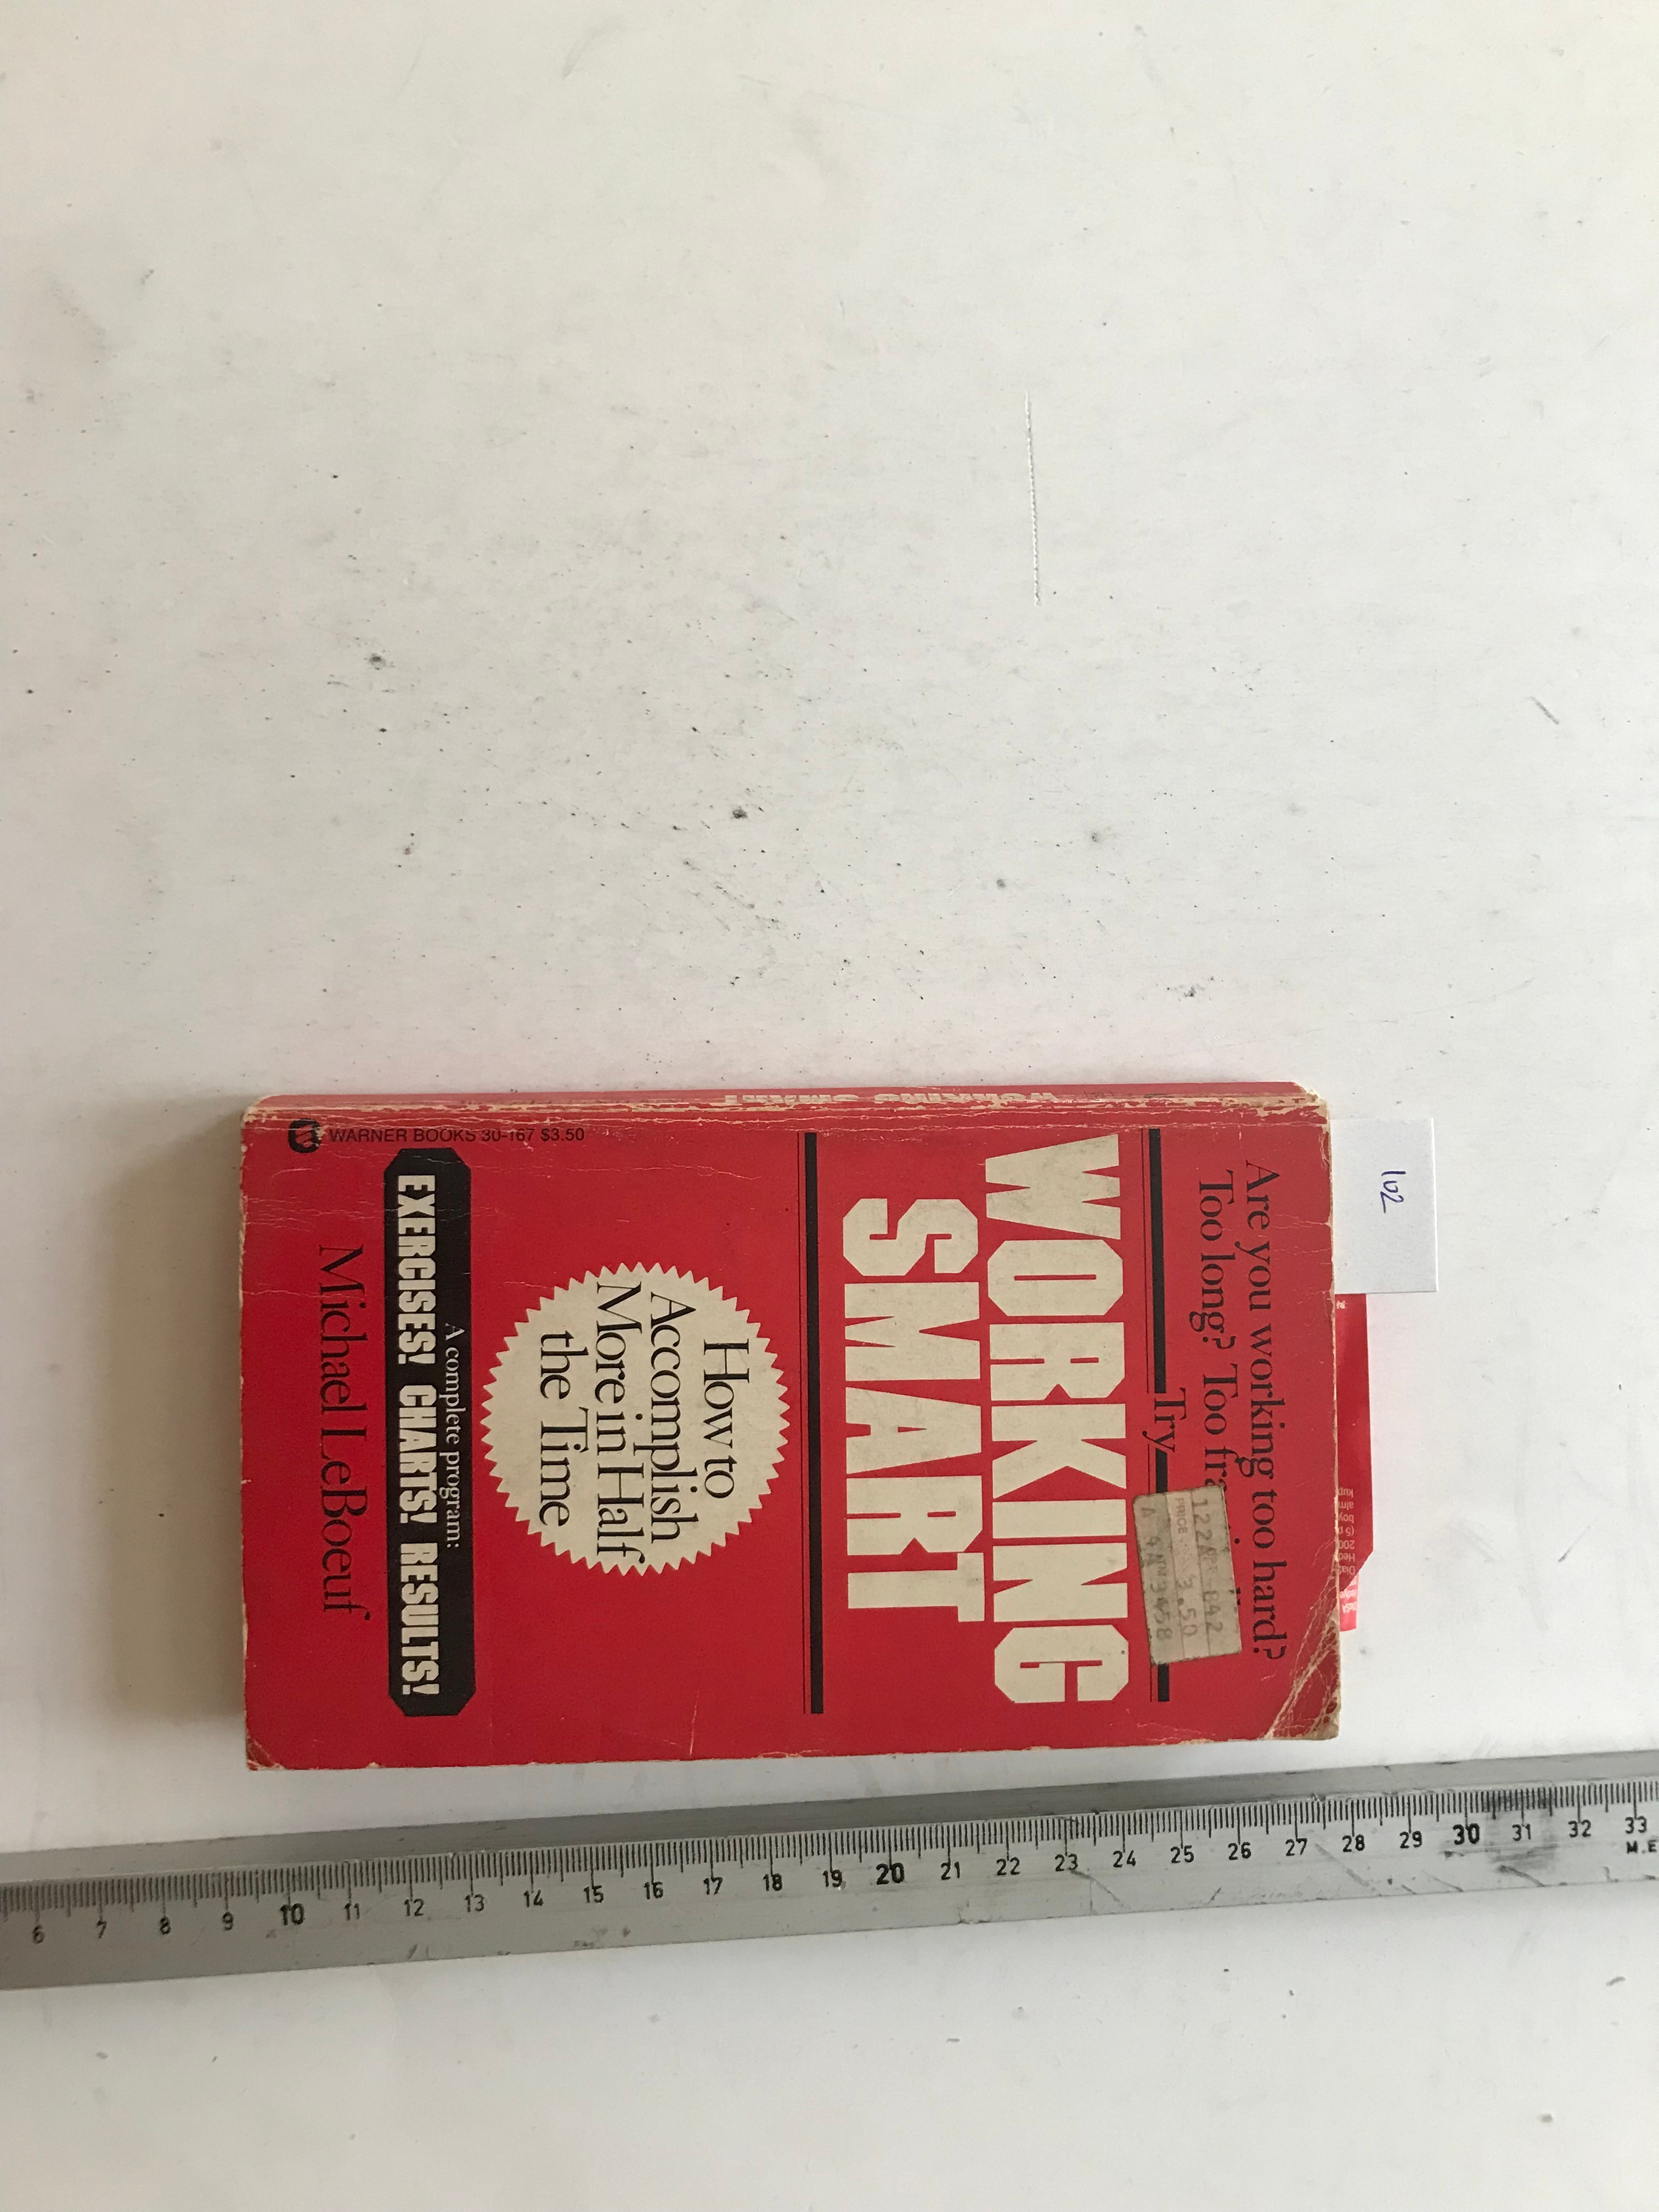 102
Are you working too hard?
Too long? Too
Try
PRICE
WORKING
SMART
How to
Accomplish
More in Half
the Time
A complete program:
EXERCISES! CHARTS! RESULTS!
Michael LeBoeuf
WARNER BOOKS 30-167 $3.50
WORKING SMART
6 7 8 9 10 11 12 13 14 15 16 17 18 19 20 21 22 23 24 25 26 27 28 29 30 31 32 33